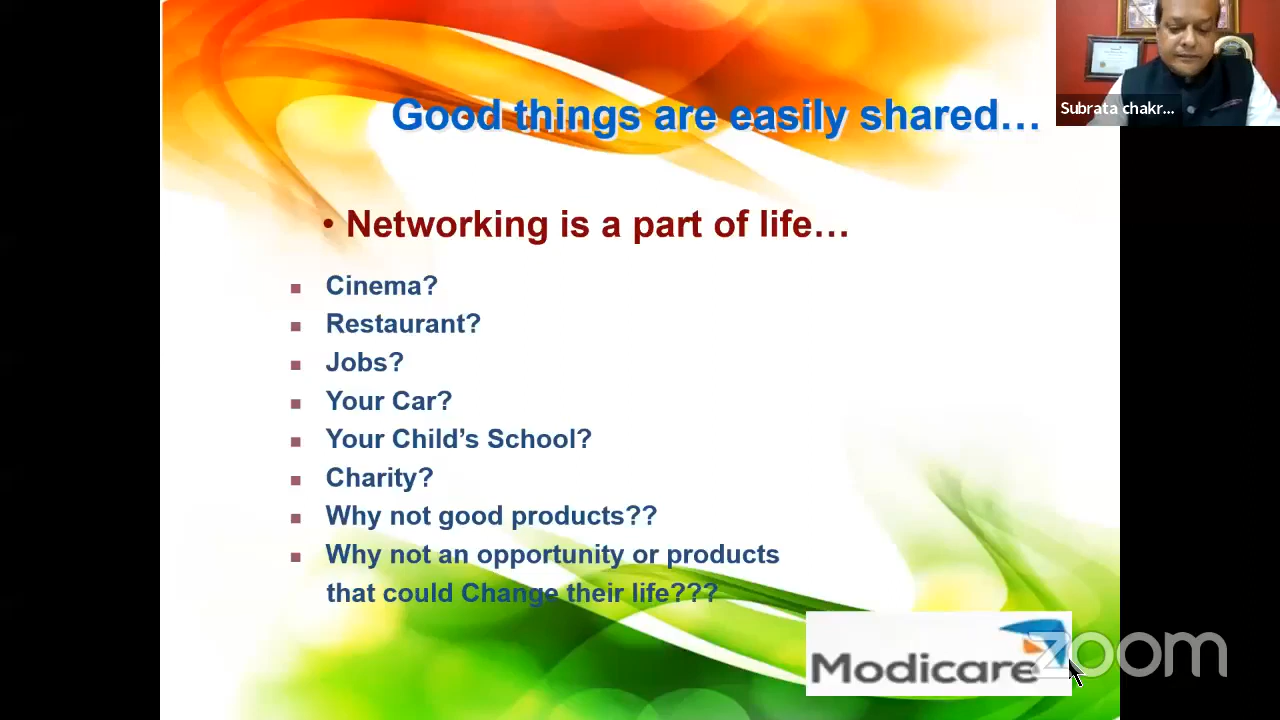 Good things are easily shared…
Subrata chakr...
• Networking is a part of life…
Cinema?
Restaurant?
Jobs?
Your Car?
Your Child’s School?
Charity?
Why not good products??
Why not an opportunity or products
that could Change their life???
Modicare
zoom